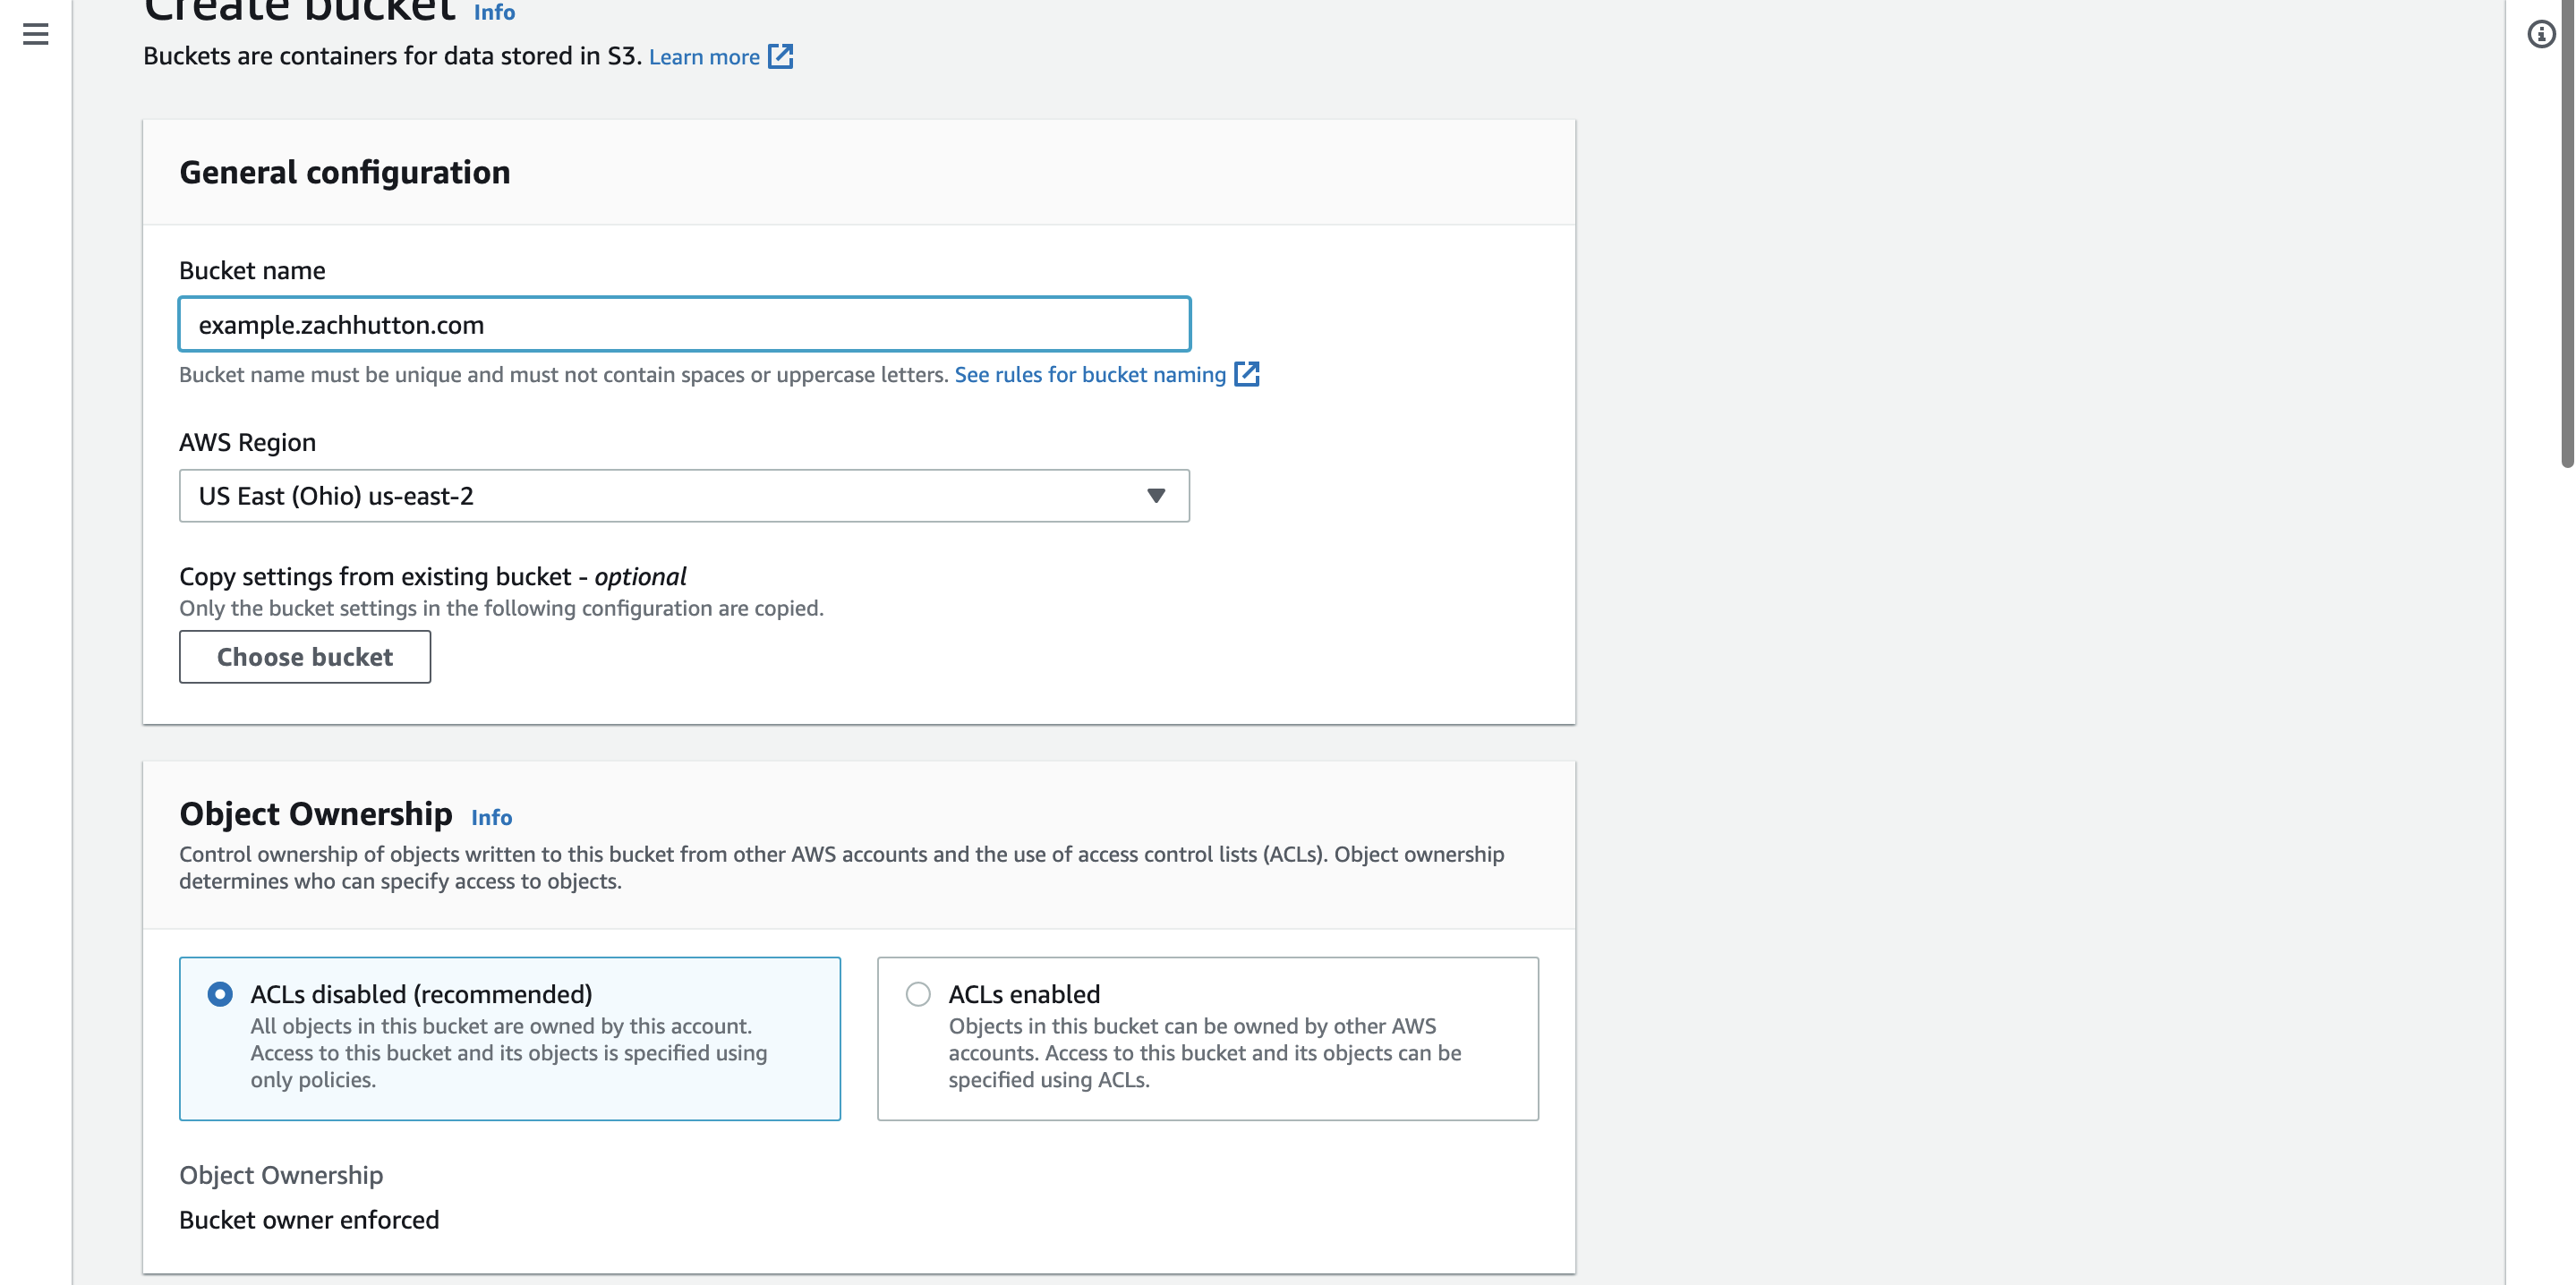 Create bucket Info
Buckets are containers for data stored in S3. Learn more
General configuration
Bucket name
example.zachhutton.com
Bucket name must be unique and must not contain spaces or uppercase letters. See rules for bucket naming
AWS Region
US East (Ohio) us-east-2
Copy settings from existing bucket - optional
Only the bucket settings in the following configuration are copied.
Choose bucket
Object Ownership Info
Control ownership of objects written to this bucket from other AWS accounts and the use of access control lists (ACLs). Object ownership
determines who can specify access to objects.
ACLs disabled (recommended)
All objects in this bucket are owned by this account.
Access to this bucket and its objects is specified using
only policies.
ACLs enabled
Objects in this bucket can be owned by other AWS
accounts. Access to this bucket and its objects can be
specified using ACLs.
Object Ownership
Bucket owner enforced